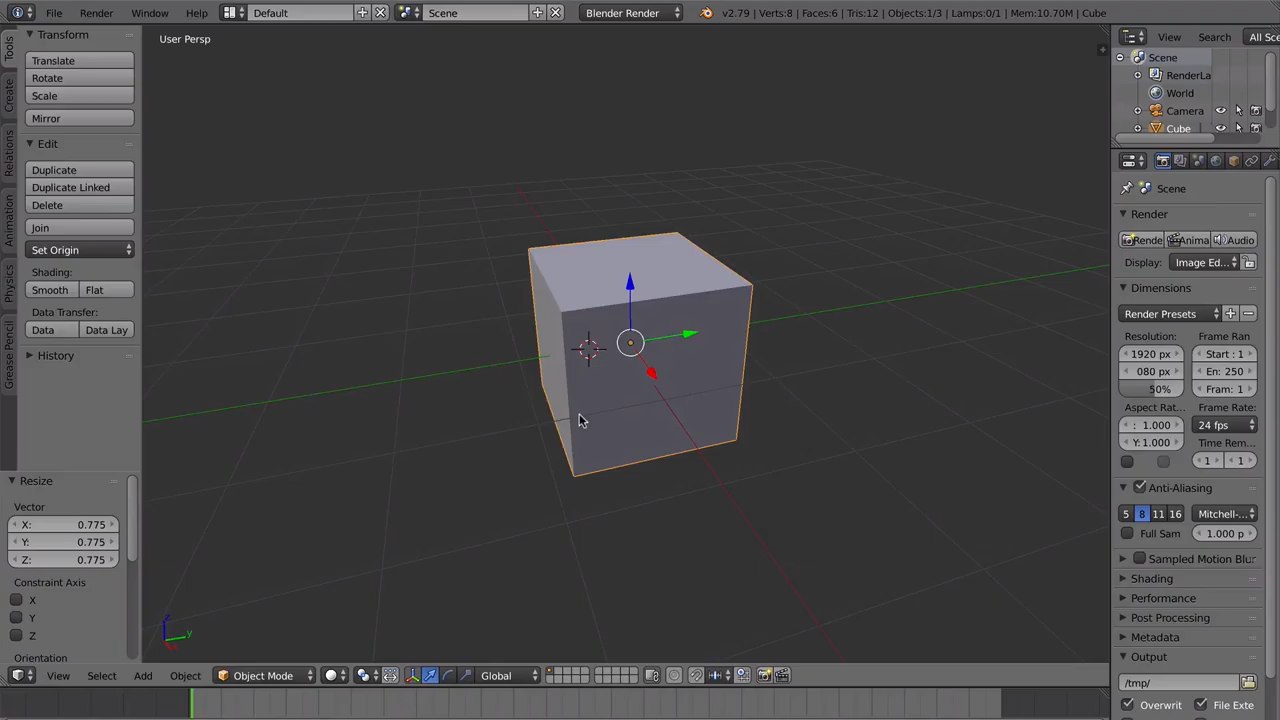 File Render Window Help Default Scene Blender Render v2.79 | Verts:8 | Faces:6 | Tris:12 | Objects:1/3 | Lamps:0/1 | Mem:10.70M | Cube
Tools
Create
Relations
Animation
Physics
Grease Pencil
Transform
Translate
Rotate
Scale
Mirror
Edit
Duplicate
Duplicate Linked
Delete
Join
Set Origin
Shading:
Smooth Flat
Data Transfer:
Data Data Lay
History
Resize
Vector
X: 0.775
Y: 0.775
Z: 0.775
Constraint Axis
X
Y
Z
Orientation
User Persp
z
y
x
View Select Add Object Object Mode Global
View Search All Sce
Scene
RenderLa
World
Camera
Cube
Scene
Render
Rende Anima Audio
Display: Image Ed...
Dimensions
Render Presets
Resolution: Frame Ran
1920 px Start : 1
080 px En: 250
50% Fram: 1
Aspect Rat... Frame Rate:
: 1.000 24 fps
Y: 1.000 Time Rem...
1 1
Anti-Aliasing
5 8 11 16 Mitchell-...
Full Sam 1.000 p
Sampled Motion Blur
Shading
Performance
Post Processing
Metadata
Output
/tmp/
Overwrit File Exte